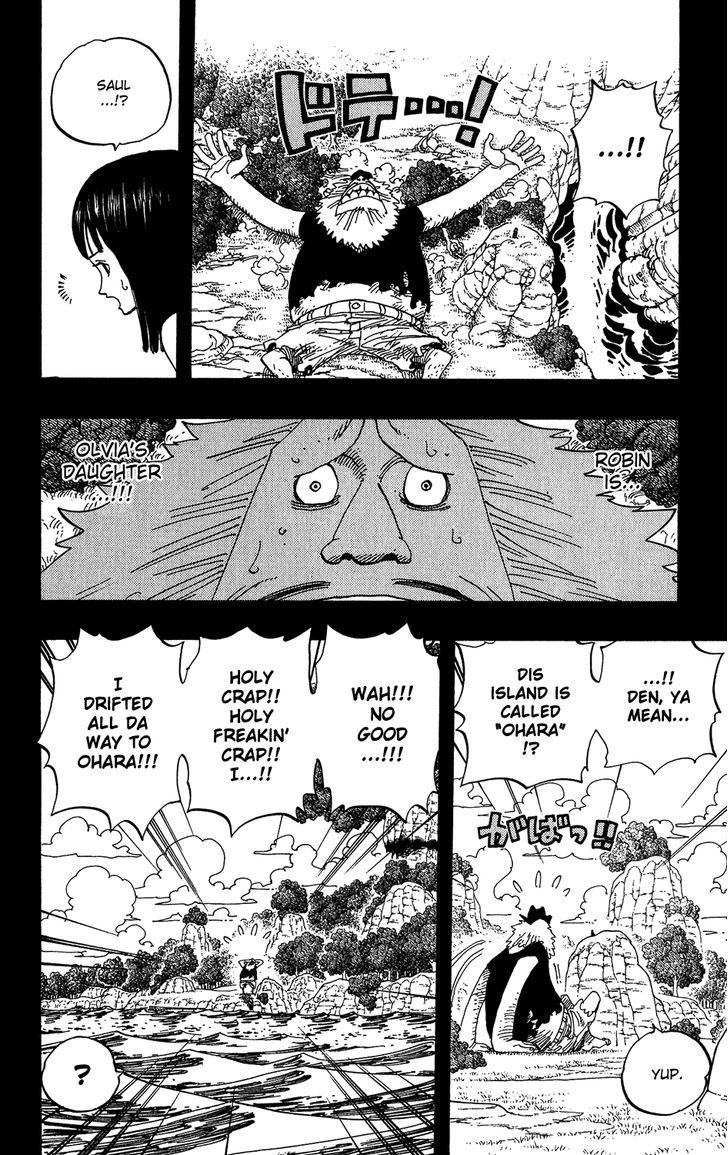 ...!!
ドテ...!
SAUL
...!?
ROBIN
IS...
OLVIA'S
DAUGHTER
...!!!
...!!
DEN, YA
MEAN...
DIS
ISLAND IS
CALLED
"OHARA"
!?
がばっ!!
YUP.
WAH!!!
NO
GOOD
...!!!
HOLY
CRAP!!
HOLY
FREAKIN'
CRAP!!
I...!!
I
DRIFTED
ALL DA
WAY TO
OHARA!!!
?